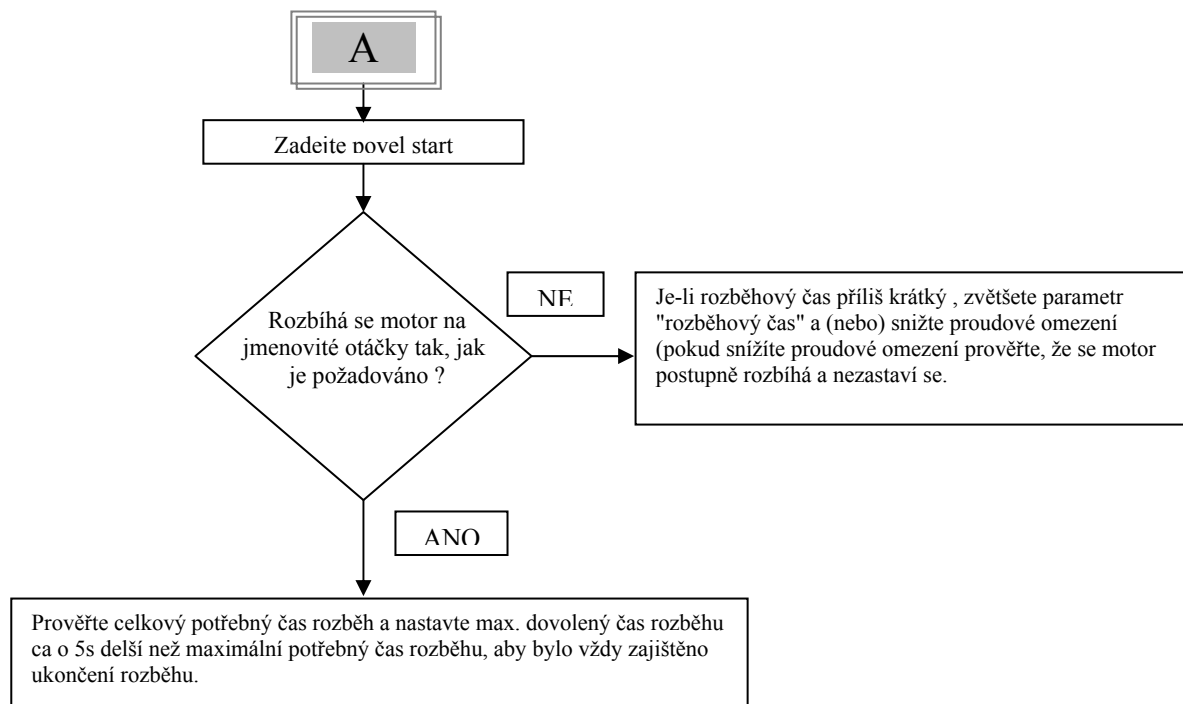 A
Zadejte povel start
Rozbíhá se motor na
jmenovité otáčky tak, jak
je požadováno ?
NE
Je-li rozběhový čas příliš krátký , zvětšete parametr
"rozběhový čas" a (nebo) snižte proudové omezení
(pokud snížíte proudové omezení prověřte, že se motor
postupně rozbíhá a nezastaví se.
ANO
Prověřte celkový potřebný čas rozběh a nastavte max. dovolený čas rozběhu
ca o 5s delší než maximální potřebný čas rozběhu, aby bylo vždy zajištěno
ukončení rozběhu.